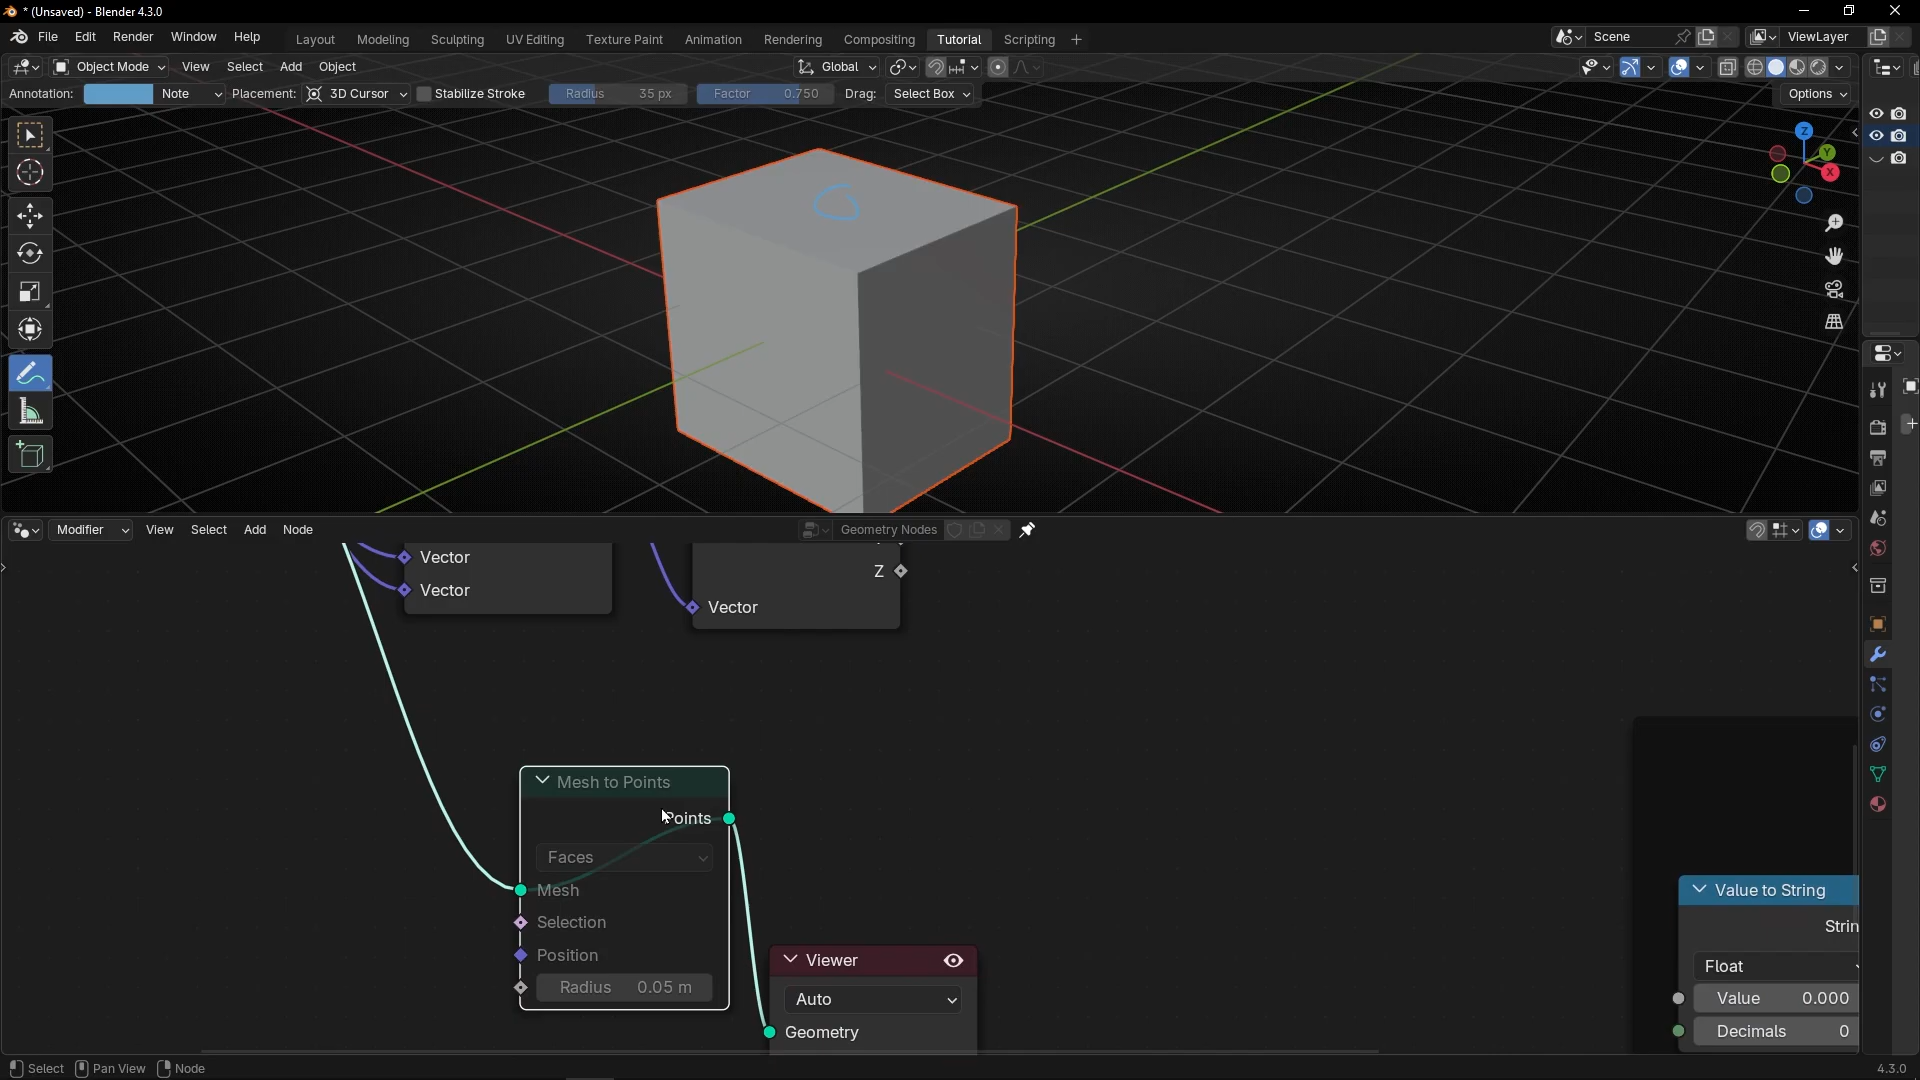 * (Unsaved) - Blender 4.3.0
File Edit Render Window Help Layout Modeling Sculpting UV Editing Texture Paint Animation Rendering Compositing Tutorial Scripting + Scene ViewLayer
Object Mode View Select Add Object Global
Annotation: Note Placement: 3D Cursor Stabilize Stroke Radius 35 px Factor 0.750 Drag: Select Box Options
Z
Y
X
Modifier View Select Add Node Geometry Nodes
Vector
Z
Vector
Vector
Mesh to Points
Points
Faces
Mesh
Selection
Position
Radius 0.05 m
Viewer
Auto
Geometry
Value to String
Strin
Float
Value 0.000
Decimals 0
Select Pan View Node 4.3.0